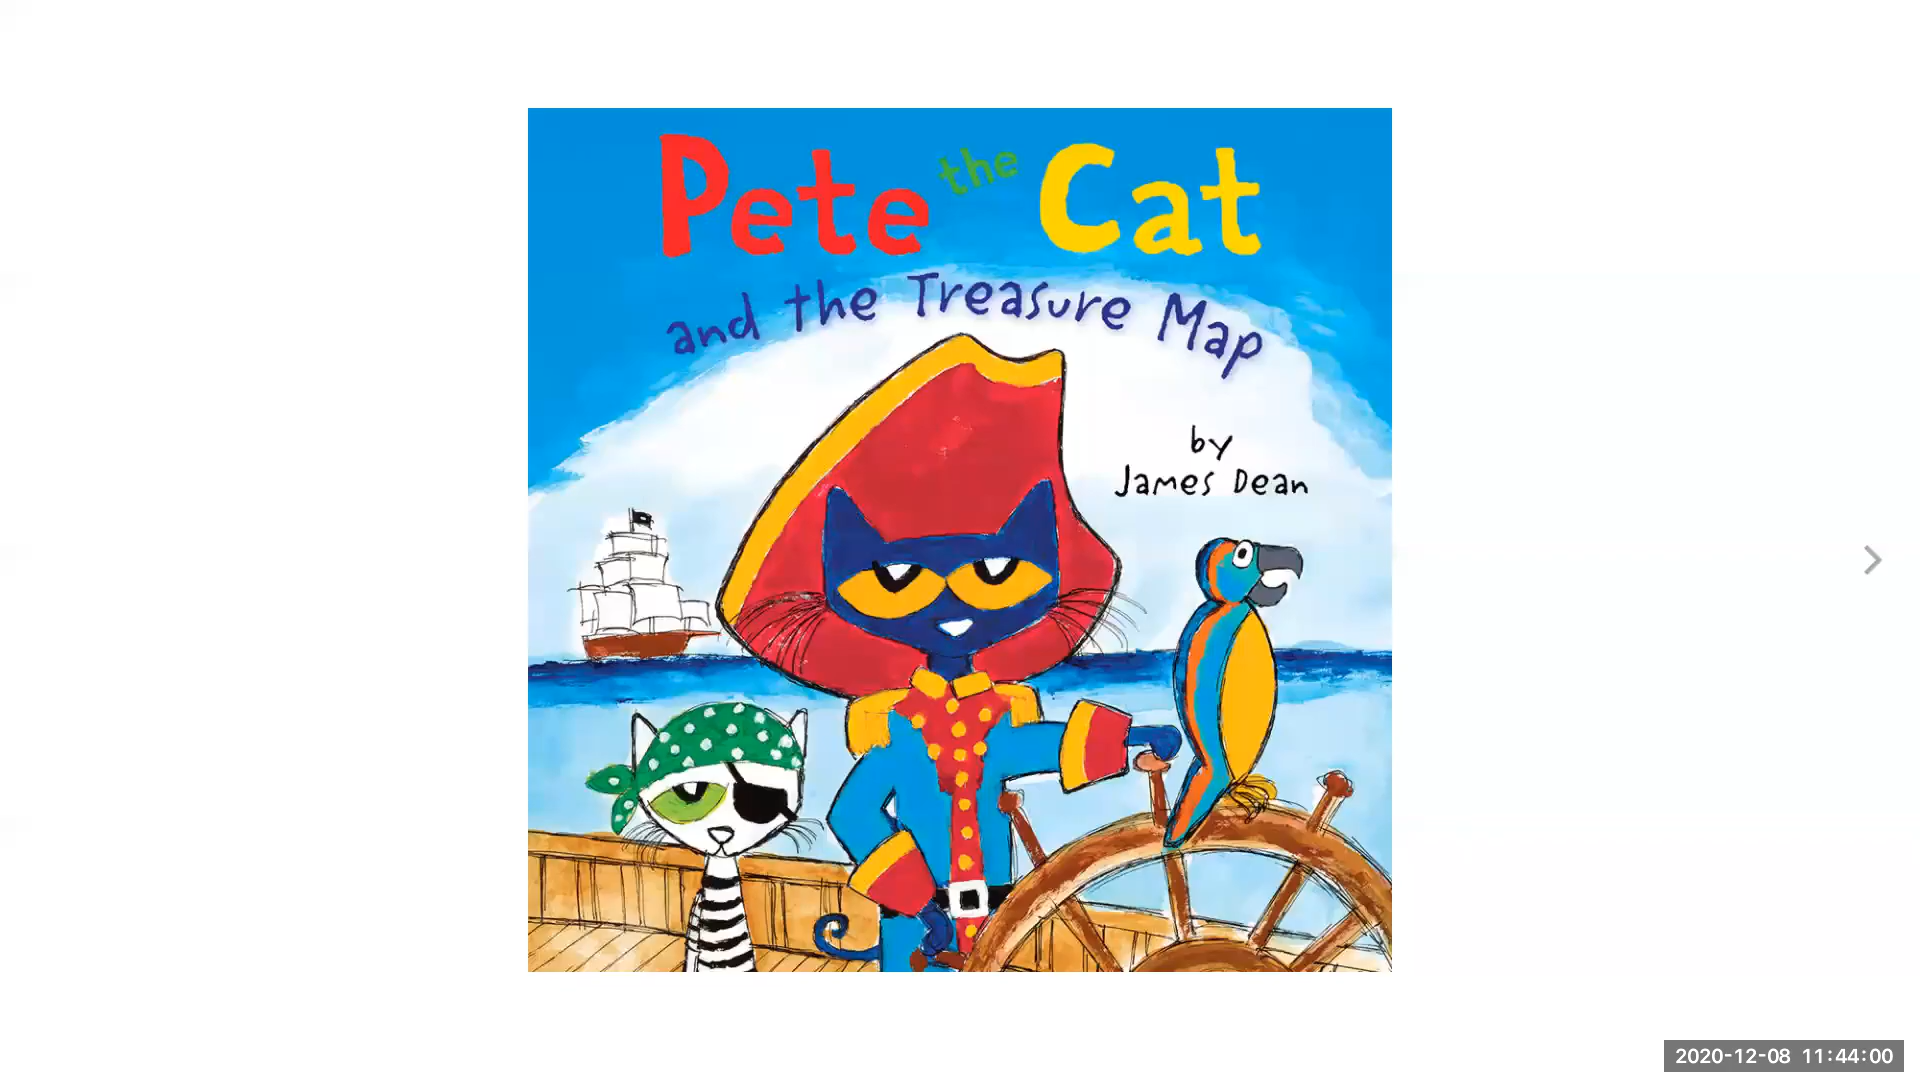 Pete the Cat
and the Treasure Map
by
James Dean
2020-12-08 11:44:00